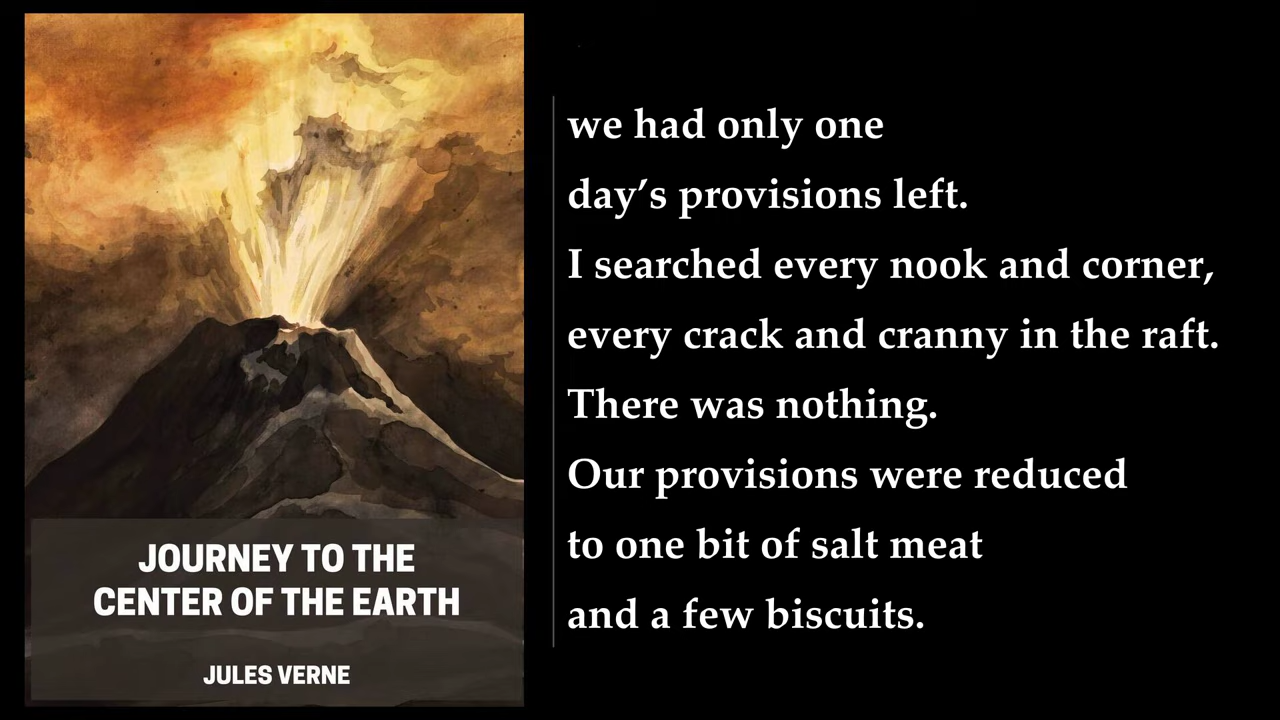 JOURNEY TO THE
CENTER OF THE EARTH
JULES VERNE
we had only one
day’s provisions left.
I searched every nook and corner,
every crack and cranny in the raft.
There was nothing.
Our provisions were reduced
to one bit of salt meat
and a few biscuits.